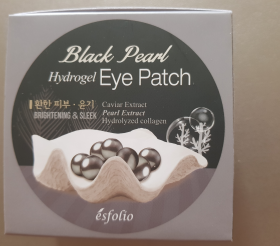 Black Pearl
Hydrogel Eye Patch
환한 피부 · 윤기
BRIGHTENING & SLEEK
Caviar Extract
Pearl Extract
Hydrolyzed collagen
ésfolio